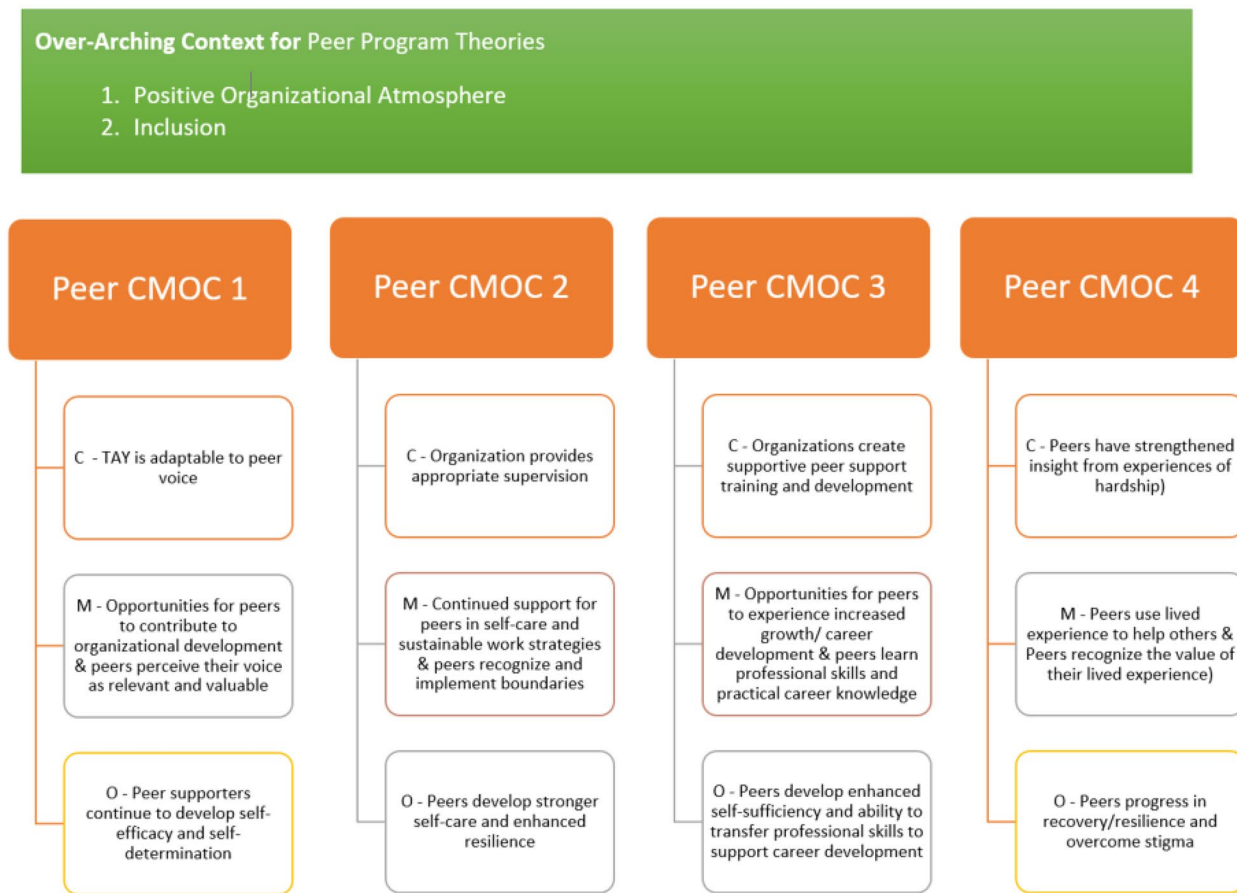 Over-Arching Context for Peer Program Theories
1. Positive Organizational Atmosphere
2. Inclusion
Peer CMOC 1
C - TAY is adaptable to peer
voice
M - Opportunities for peers
to contribute to
organizational development
& peers perceive their voice
as relevant and valuable
O - Peer supporters
continue to develop self-
efficacy and self-
determination
Peer CMOC 2
C - Organization provides
appropriate supervision
M - Continued support for
peers in self-care and
sustainable work strategies
& peers recognize and
implement boundaries
O - Peers develop stronger
self-care and enhanced
resilience
Peer CMOC 3
C - Organizations create
supportive peer support
training and development
M - Opportunities for peers
to experience increased
growth/ career
development & peers learn
professional skills and
practical career knowledge
O - Peers develop enhanced
self-sufficiency and ability to
transfer professional skills to
support career development
Peer CMOC 4
C - Peers have strengthened
insight from experiences of
hardship)
M - Peers use lived
experience to help others &
Peers recognize the value of
their lived experience)
O - Peers progress in
recovery/resilience and
overcome stigma